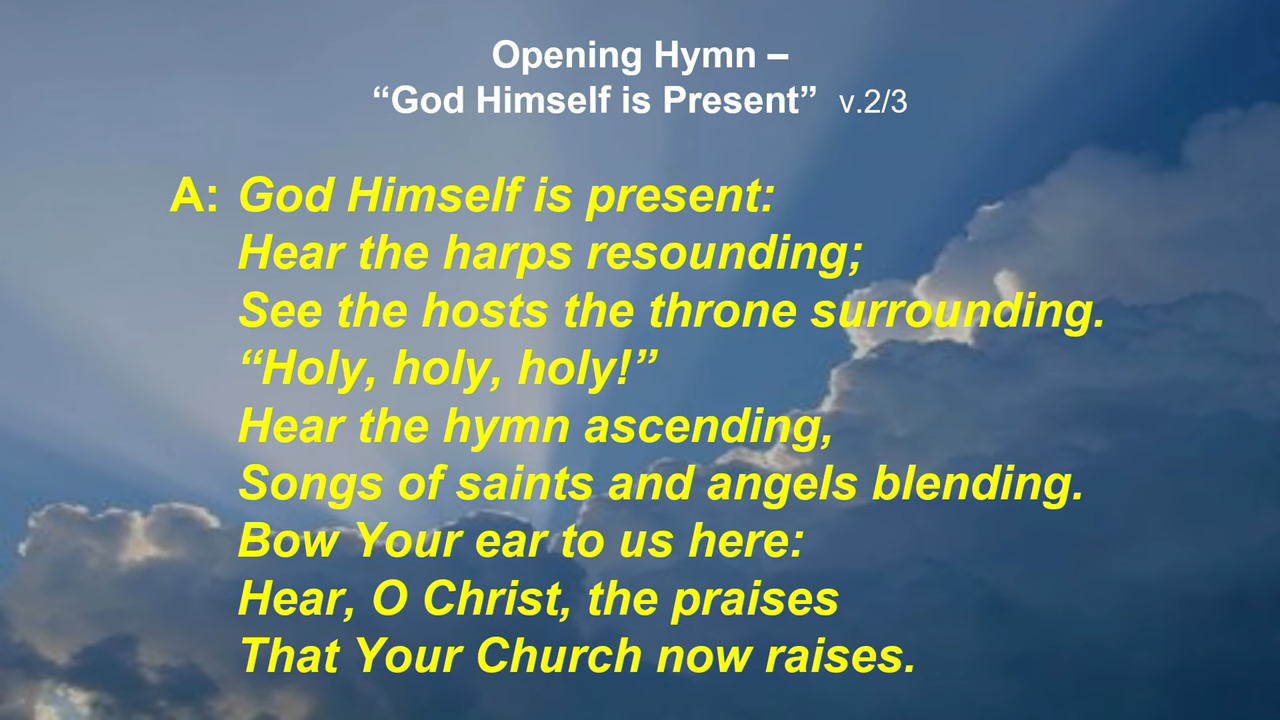 Opening Hymn –
“God Himself is Present” v.2/3
A: God Himself is present:
Hear the harps resounding;
See the hosts the throne surrounding.
“Holy, holy, holy!”
Hear the hymn ascending,
Songs of saints and angels blending.
Bow Your ear to us here:
Hear, O Christ, the praises
That Your Church now raises.